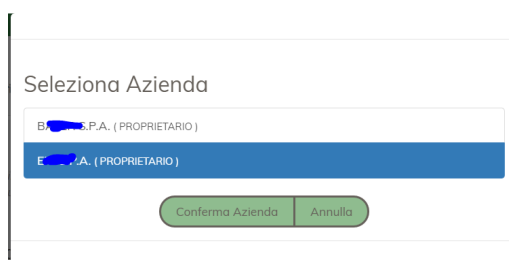 Seleziona Azienda
S.P.A. ( PROPRIETARIO )
.A. ( PROPRIETARIO )
Conferma Azienda Annulla